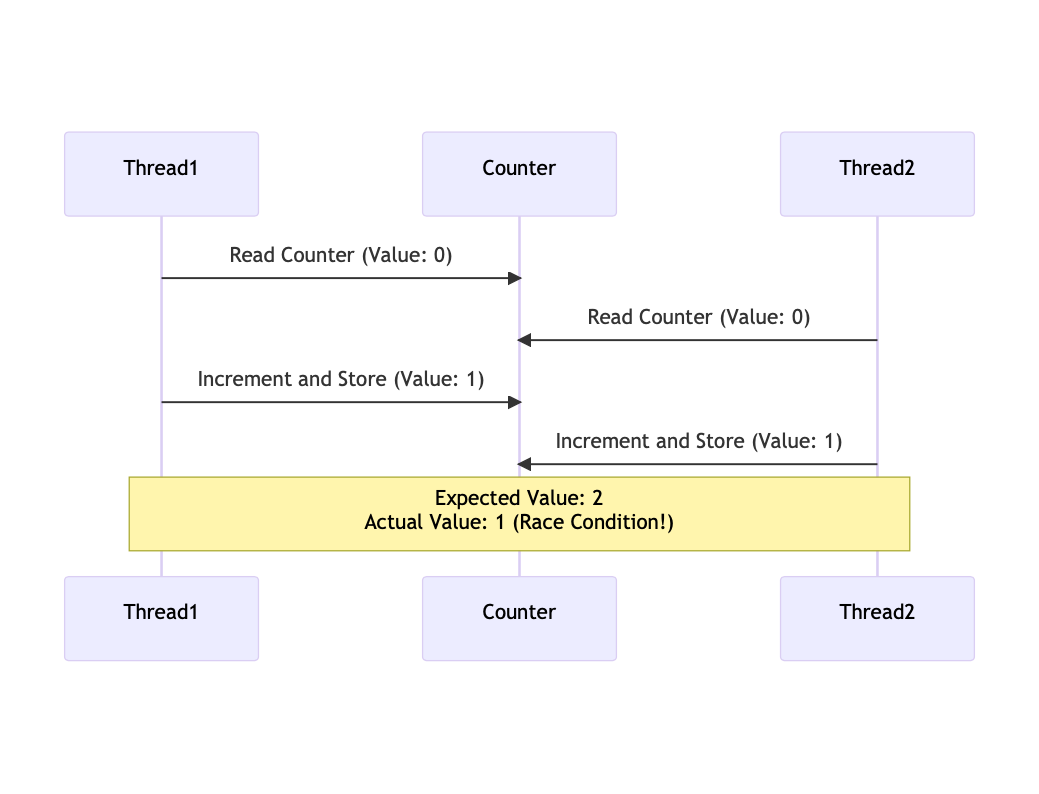 Thread1
Counter
Thread2
Read Counter (Value: 0)
Read Counter (Value: 0)
Increment and Store (Value: 1)
Increment and Store (Value: 1)
Expected Value: 2
Actual Value: 1 (Race Condition!)
Thread1
Counter
Thread2